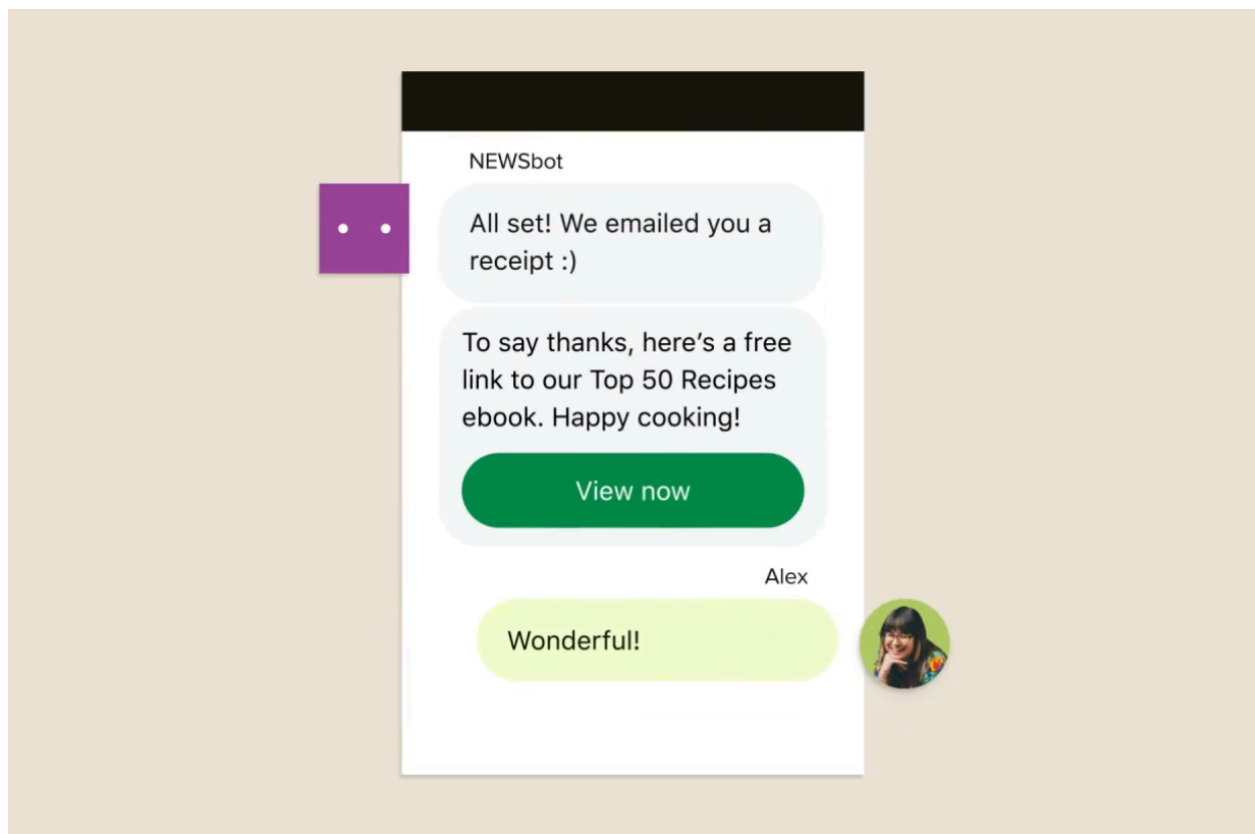 NEWSbot
All set! We emailed you a
receipt :)
To say thanks, here’s a free
link to our Top 50 Recipes
ebook. Happy cooking!
View now
Alex
Wonderful!